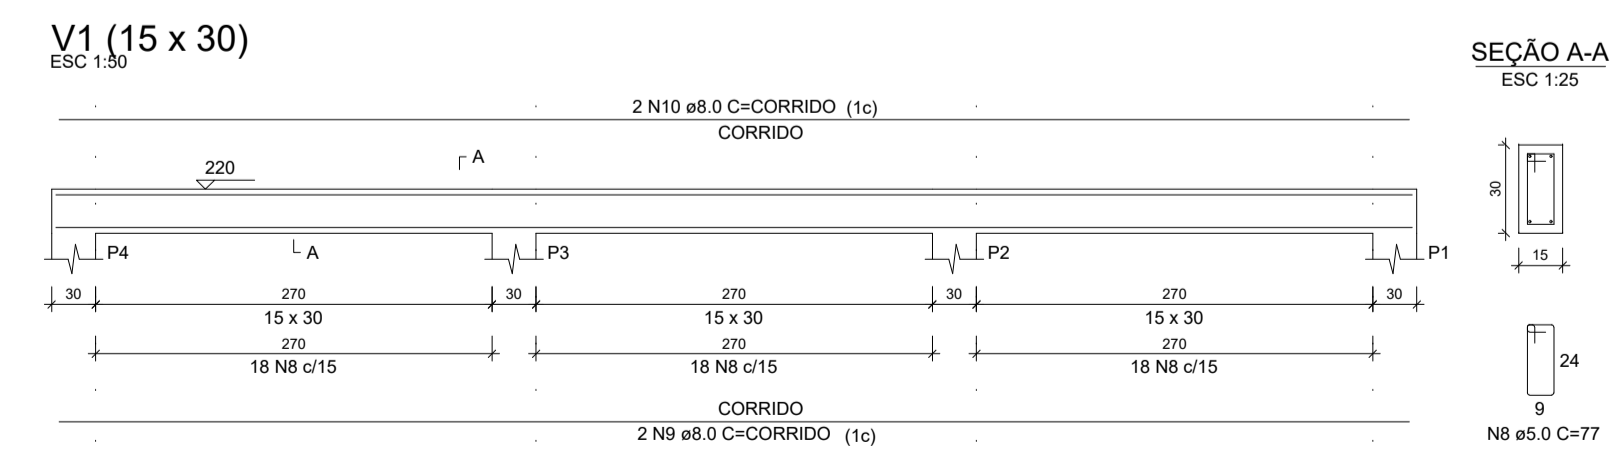 V1 (15 x 30)
ESC 1:50
SEÇÃO A-A
ESC 1:25
2 N10 ø8.0 C=CORRIDO (1c)
CORRIDO
A
220
30
15
A
P4
P3
P2
P1
30 270 30 270 30 270 30
15 x 30 15 x 30 15 x 30
270 270 270
18 N8 c/15 18 N8 c/15 18 N8 c/15
24
9
N8 ø5.0 C=77
CORRIDO
2 N9 ø8.0 C=CORRIDO (1c)